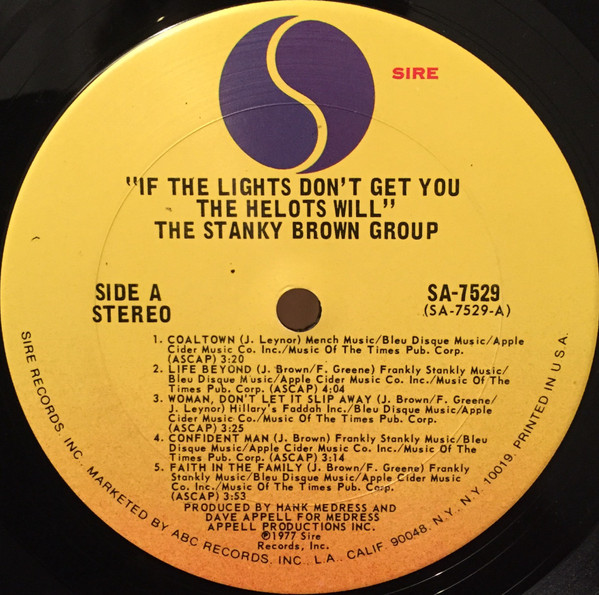 SIRE
"IF THE LIGHTS DON'T GET YOU
THE HELOTS WILL"
THE STANKY BROWN GROUP
SIDE A
STEREO
SA-7529
(SA-7529-A)
1. COALTOWN (J. Leynor) Mench Music/Bleu Disque Music/Apple
Cider Music Co. Inc./Music Of The Times Pub. Corp.
(ASCAP) 3:20
2. LIFE BEYOND (J. Brown/F. Greene) Frankly Stankly Music/
Bleu Disque Music/Apple Cider Music Co. Inc./Music Of The
Times Pub. Corp. (ASCAP) 4:04
3. WOMAN, DON'T LET IT SLIP AWAY (J. Brown/F. Greene/
J. Leynor) Hillary's Faddah Inc./Bleu Disque Music/Apple
Cider Music Co./Music Of The Times Pub. Corp.
(ASCAP) 3:25
4. CONFIDENT MAN (J. Brown) Frankly Stankly Music/Bleu
Disque Music/Apple Cider Music Co. Inc./Music Of The
Times Pub. Corp. (ASCAP) 3:14
5. FAITH IN THE FAMILY (J. Brown/F. Greene) Frankly
Stankly Music/Bleu Disque Music/Apple Cider Music
Co. Inc./Music Of The Times Pub. Corp.
(ASCAP) 3:53
PRODUCED BY HANK MEDRESS AND
DAVE APPELL FOR MEDRESS
APPELL PRODUCTIONS INC.
℗1977 Sire
Records, Inc.
SIRE RECORDS, INC., MARKETED BY ABC RECORDS, INC., L.A., CALIF. 90048, N.Y., N.Y. 10019. PRINTED IN U.S.A.